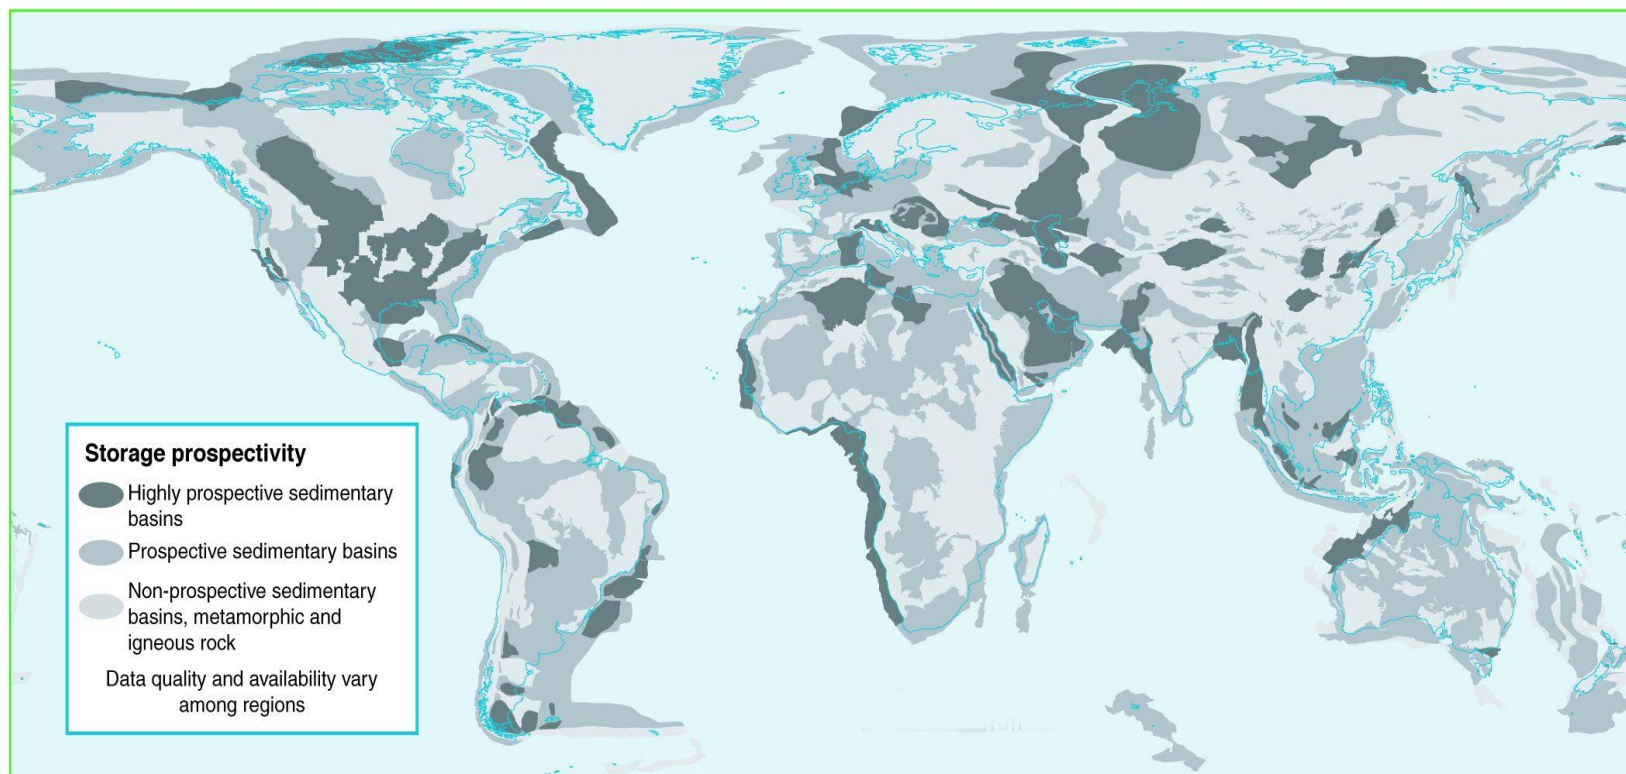 Storage prospectivity
Highly prospective sedimentary
basins
Prospective sedimentary basins
Non-prospective sedimentary
basins, metamorphic and
igneous rock
Data quality and availability vary
among regions